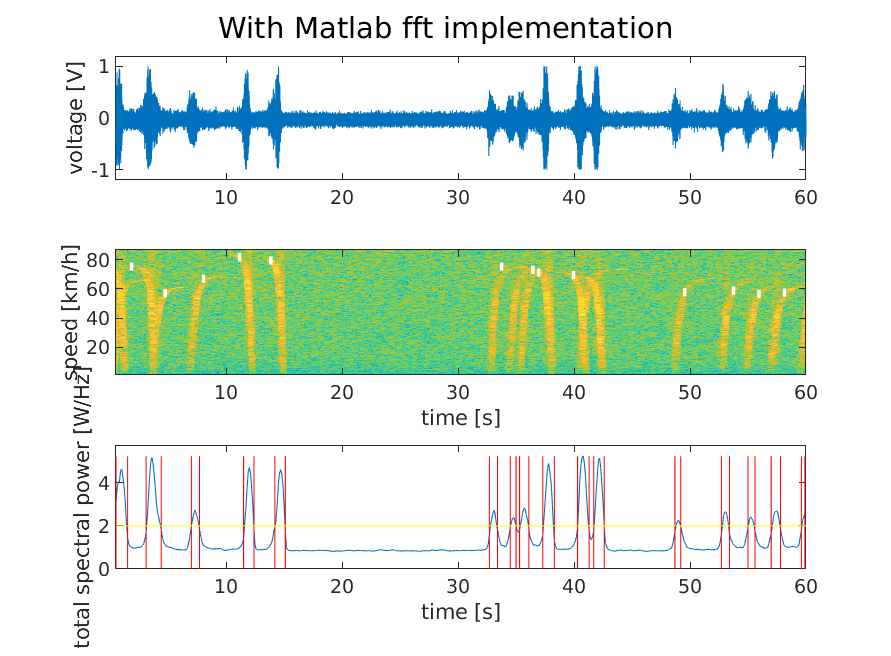 With Matlab fft implementation
voltage [V]
1
0
-1
10 20 30 40 50 60
speed [km/h]
80
60
40
20
10 20 30 40 50 60
time [s]
total spectral power [W/Hz]
4
2
0
10 20 30 40 50 60
time [s]